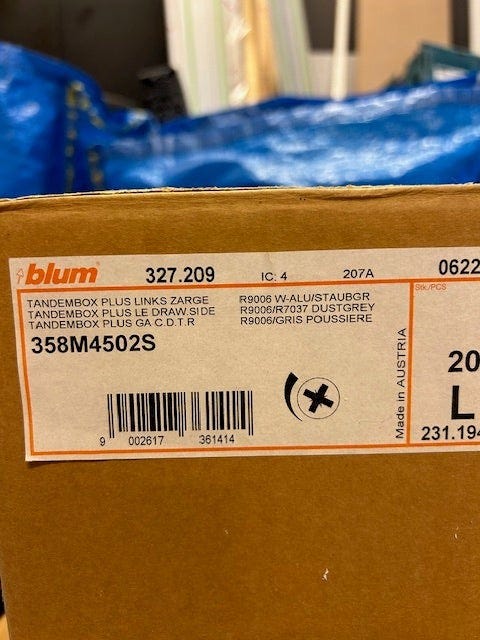 blum 327.209 IC: 4 207A 0622
TANDEMBOX PLUS LINKS ZARGE R9006 W-ALU/STAUBGR
TANDEMBOX PLUS LE DRAW.SIDE R9006/R7037 DUSTGREY
TANDEMBOX PLUS GA C.D.T.R R9006/GRIS POUSSIERE
358M4502S
9 002617 361414
Made in AUSTRIA
Stk./PCS
20
L
231.194